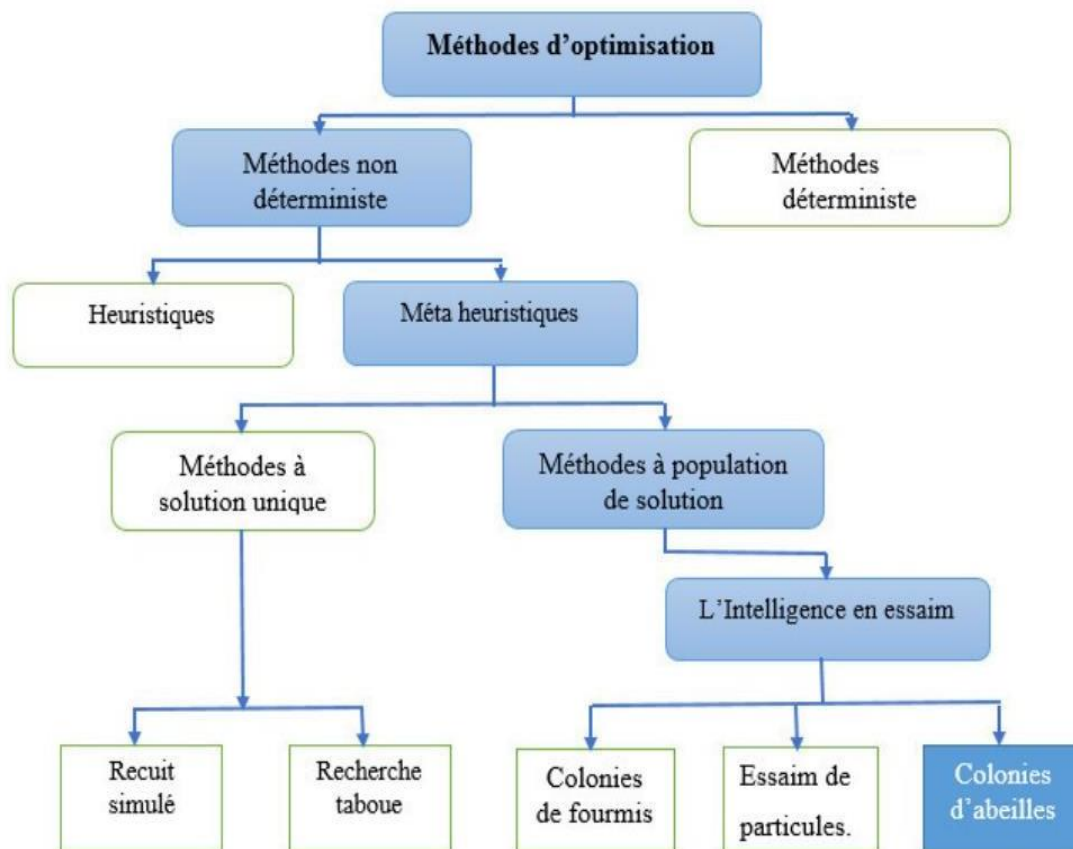 Méthodes d'optimisation
Méthodes non
déterministe
Méthodes
déterministe
Heuristiques
Méta heuristiques
Méthodes à
solution unique
Méthodes à population
de solution
L'Intelligence en essaim
Recuit
simulé
Recherche
taboue
Colonies
de fourmis
Essaim de
particules.
Colonies
d'abeilles